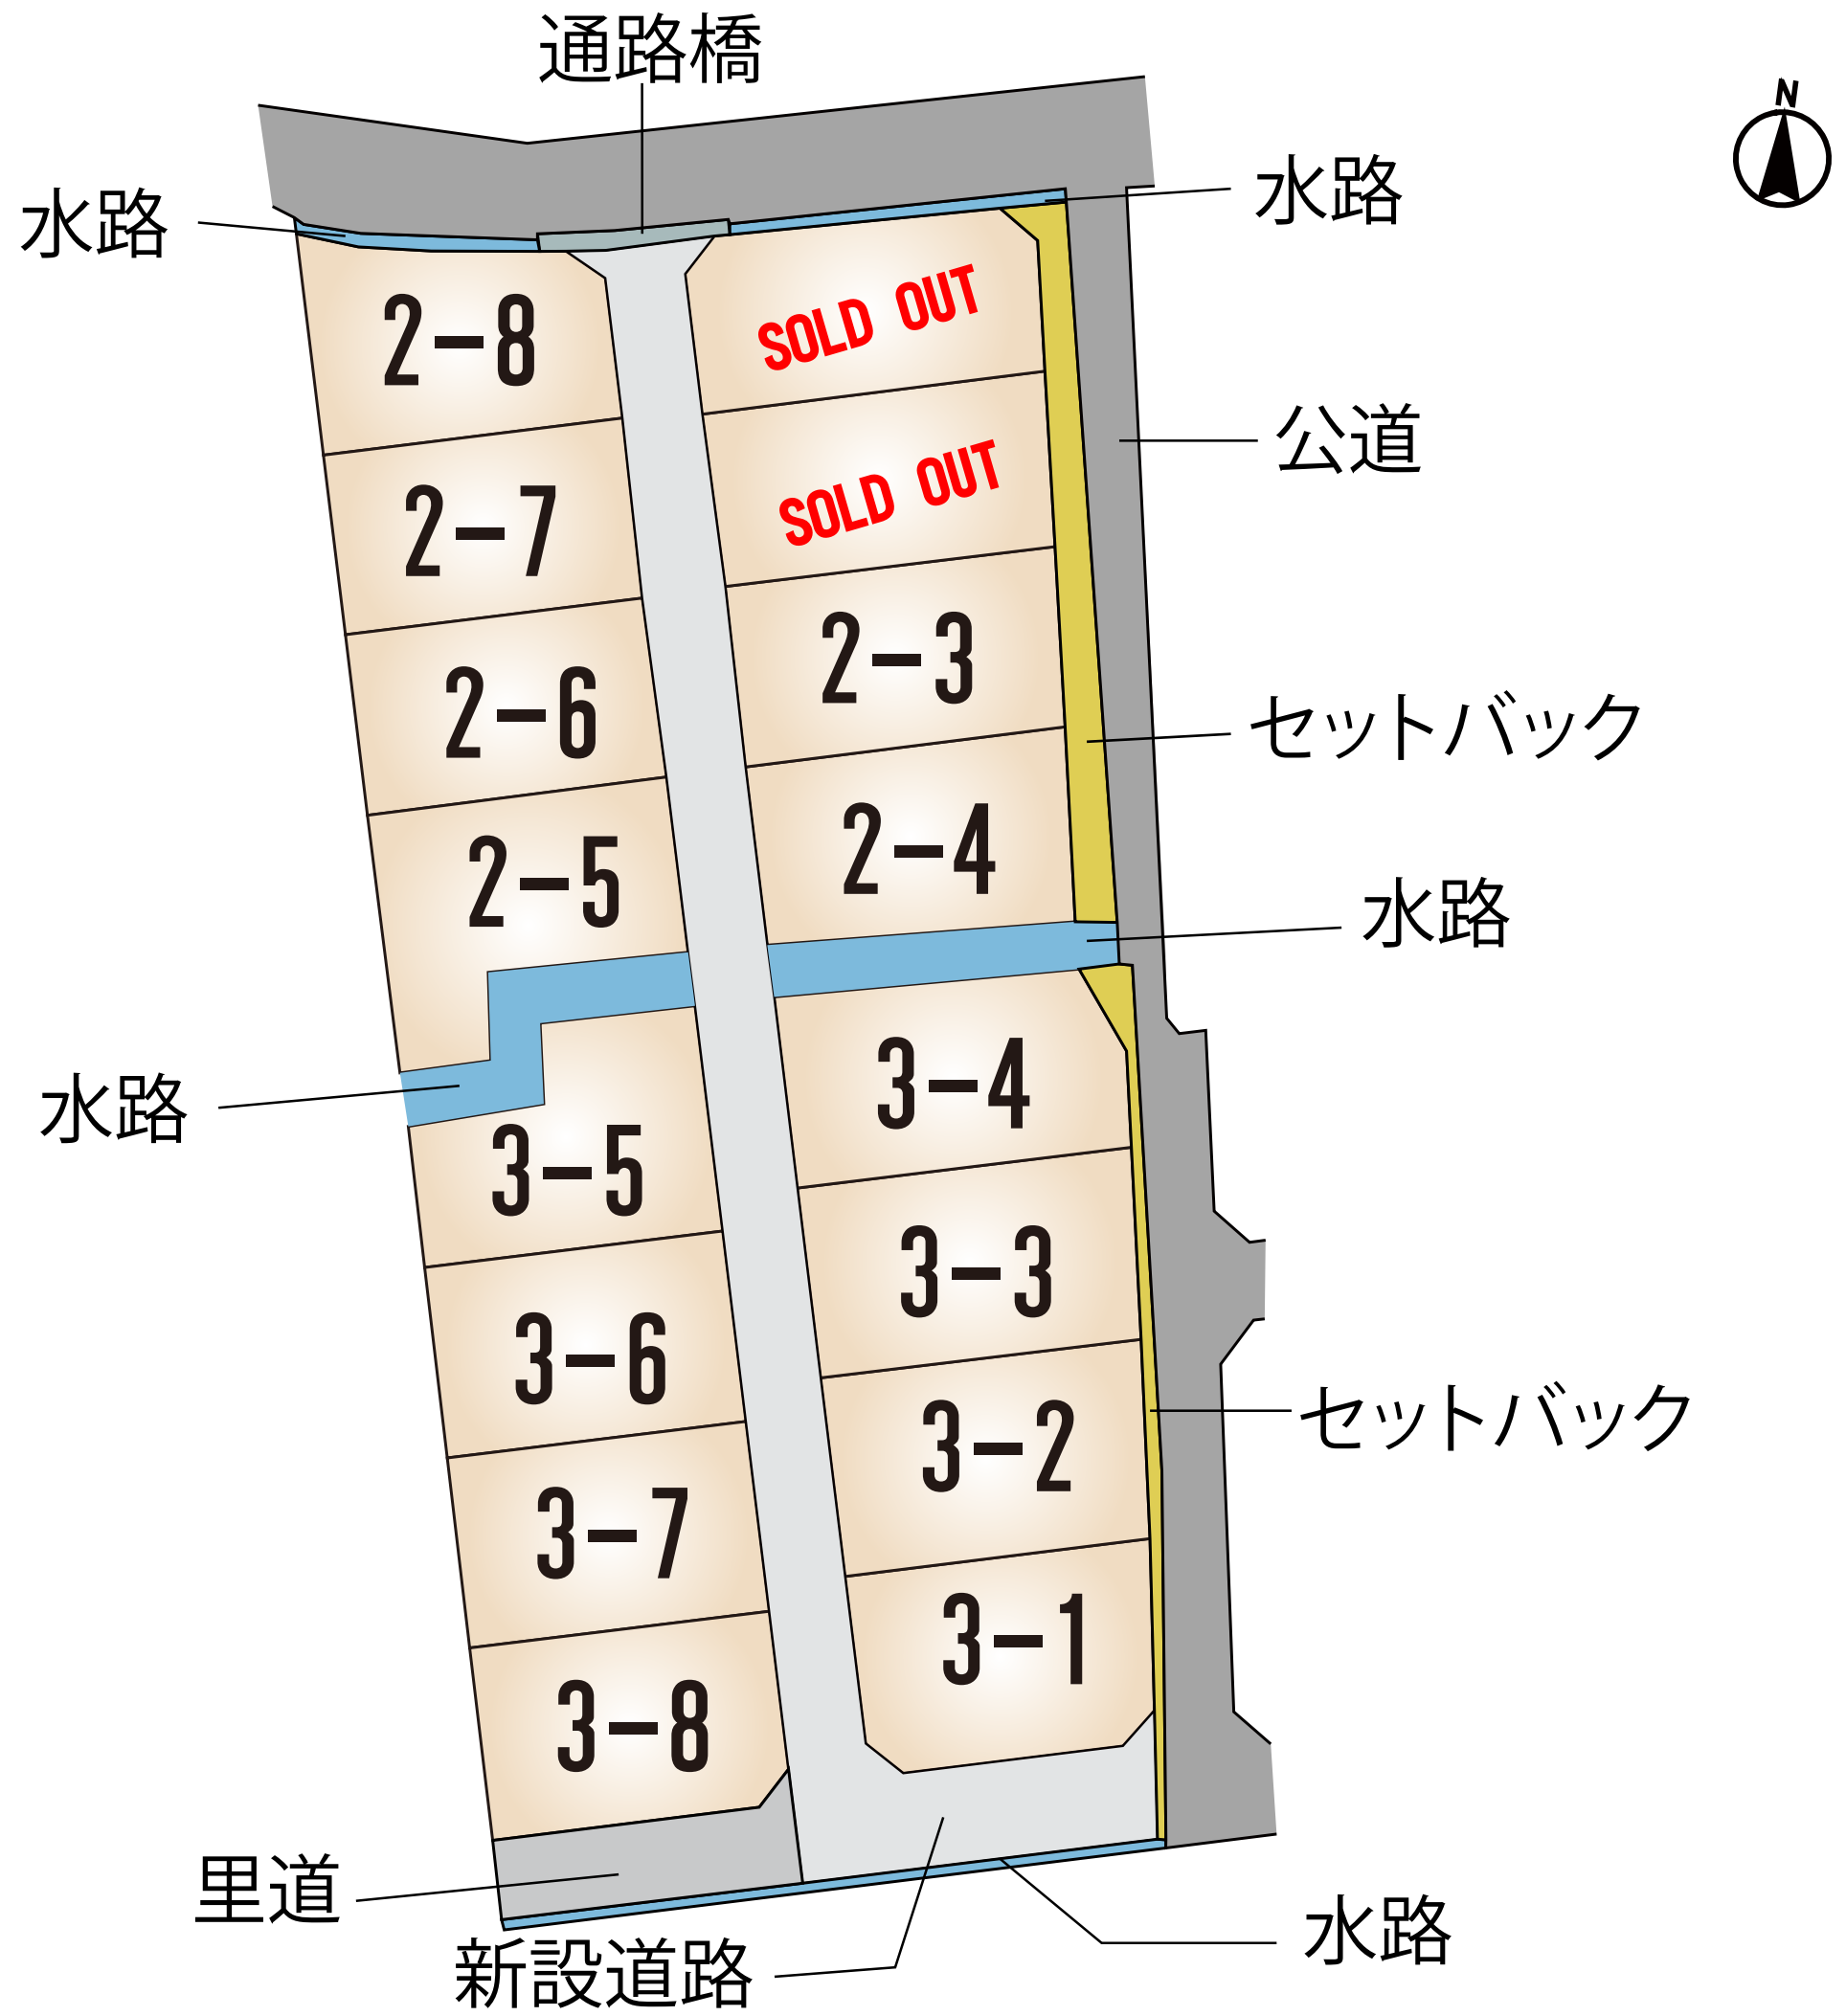 通路橋
N
水路
水路
SOLD OUT
2-8
公道
SOLD OUT
2-7
2-3
2-6
セットバック
2-4
2-5
水路
3-4
水路
3-5
3-3
3-6
セットバック
3-2
3-7
3-1
3-8
里道
水路
新設道路